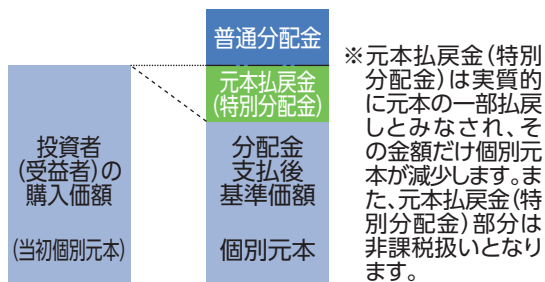 普通分配金
元本払戻金
(特別分配金)
投資者
(受益者)の
購入価額
(当初個別元本)
分配金
支払後
基準価額
個別元本
※元本払戻金(特別
分配金)は実質的
に元本の一部払戻
しとみなされ、そ
の金額だけ個別元
本が減少します。ま
た、元本払戻金(特
別分配金)部分は
非課税扱いとなり
ます。